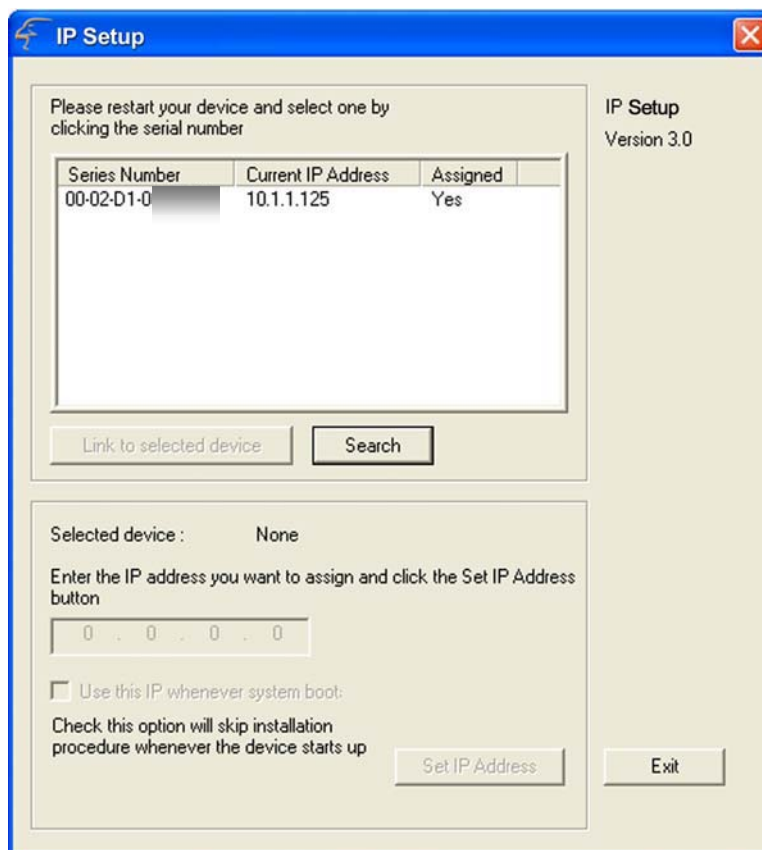 IP Setup
Please restart your device and select one by
clicking the serial number
IP Setup
Version 3.0
Series Number Current IP Address Assigned
00-02-D1-0 10.1.1.125 Yes
Link to selected device Search
Selected device : None
Enter the IP address you want to assign and click the Set IP Address
button
0 . 0 . 0 . 0
Use this IP whenever system boot:
Check this option will skip installation
procedure whenever the device starts up
Set IP Address Exit